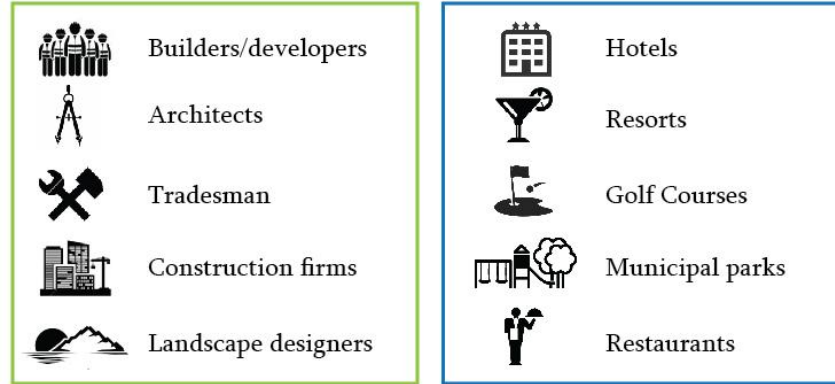 Builders/developers
Architects
Tradesman
Construction firms
Landscape designers
Hotels
Resorts
Golf Courses
Municipal parks
Restaurants